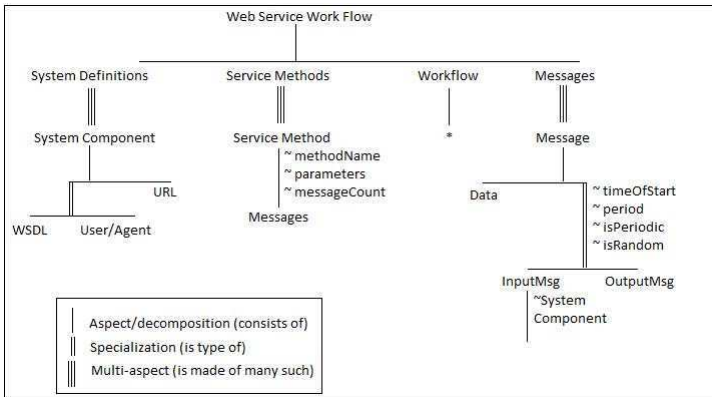 Web Service Work Flow
System Definitions
Service Methods
Workflow
Messages
System Component
Service Method
*
Message
~ methodName
~ parameters
~ messageCount
URL
Data
~ timeOfStart
~ period
~ isPeriodic
~ isRandom
Messages
WSDL
User/Agent
InputMsg
OutputMsg
~System
Component
Aspect/decomposition (consists of)
Specialization (is type of)
Multi-aspect (is made of many such)